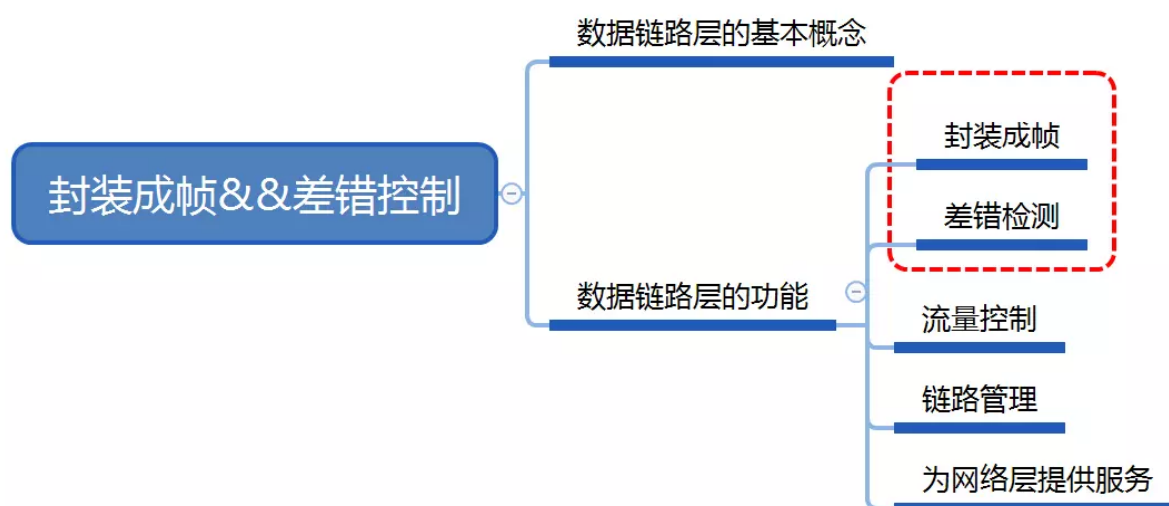 数据链路层的基本概念
封装成帧
封装成帧&&差错控制
差错检测
数据链路层的功能
流量控制
链路管理
为网络层提供服务